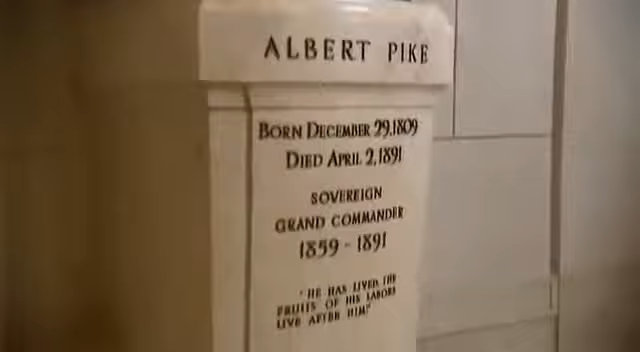 ALBERT PIKE
BORN DECEMBER 29, 1809
DIED APRIL 2, 1891
SOVEREIGN
GRAND COMMANDER
1859 - 1891
"HE HAS LIVED. THE
FRUITS OF HIS LABORS
LIVE AFTER HIM."